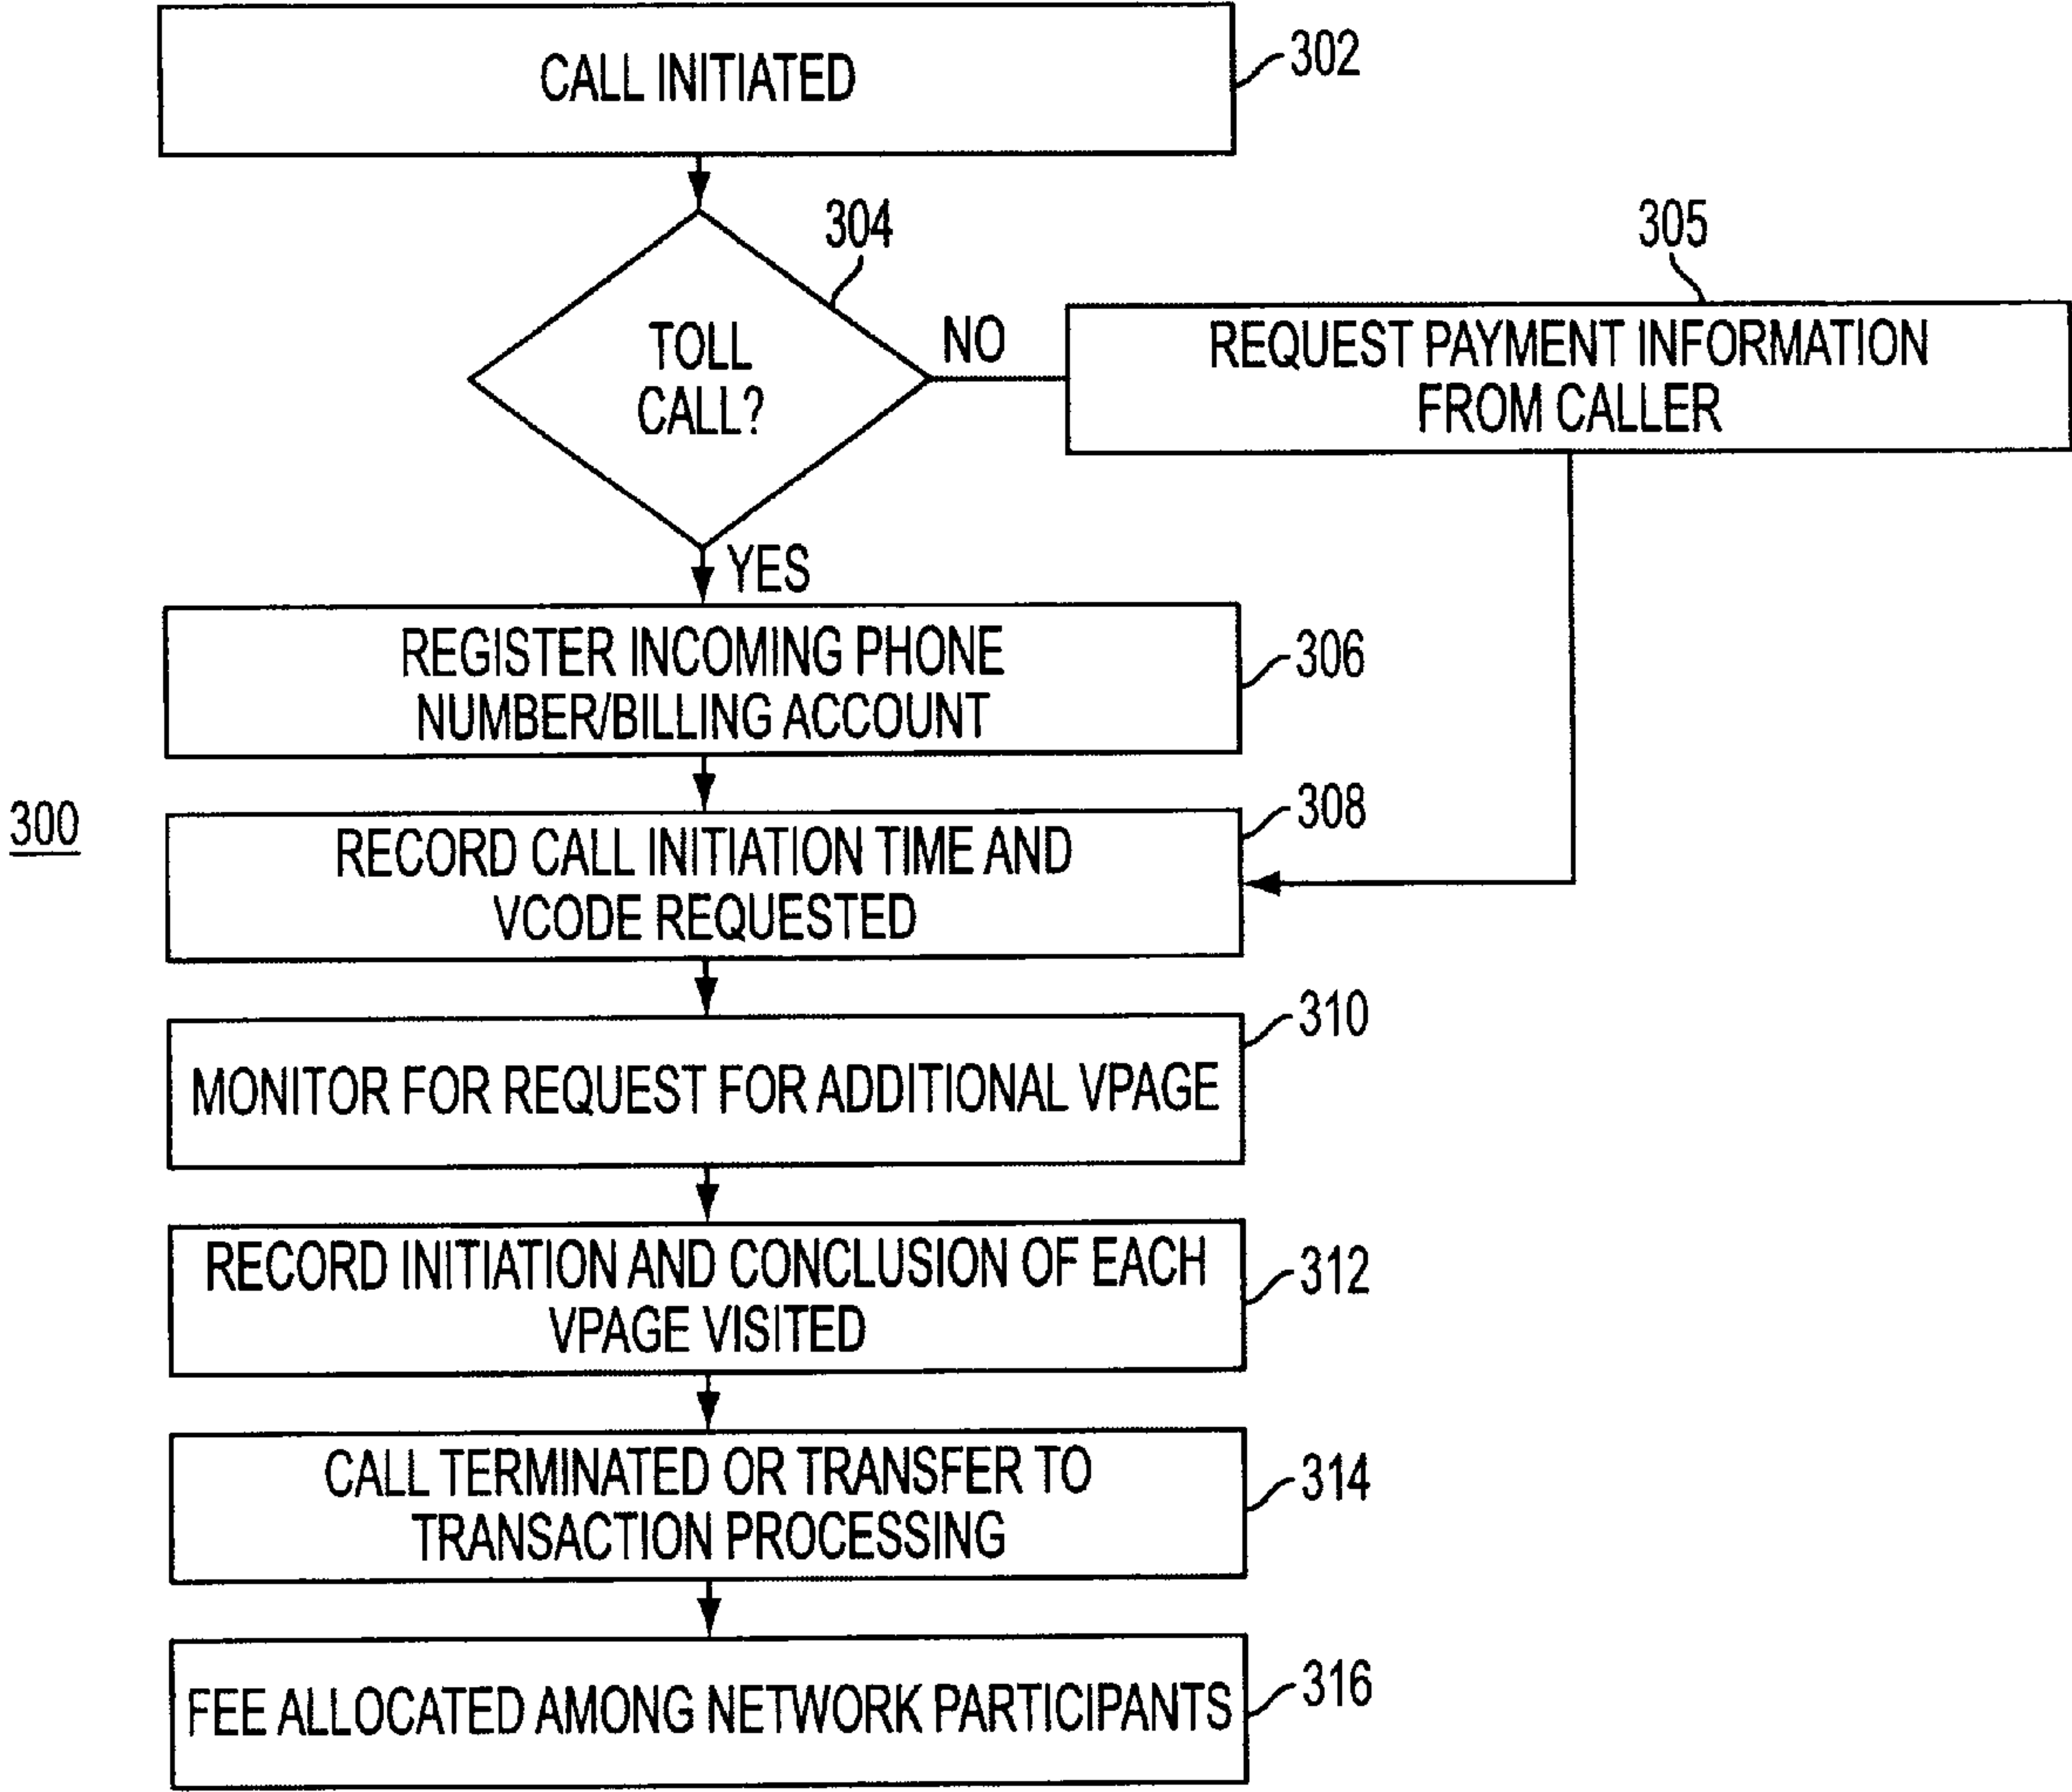 CALL INITIATED
302
304
305
TOLL
CALL?
NO
REQUEST PAYMENT INFORMATION
FROM CALLER
YES
REGISTER INCOMING PHONE
NUMBER/BILLING ACCOUNT
306
300
RECORD CALL INITIATION TIME AND
VCODE REQUESTED
308
MONITOR FOR REQUEST FOR ADDITIONAL VPAGE
310
RECORD INITIATION AND CONCLUSION OF EACH
VPAGE VISITED
312
CALL TERMINATED OR TRANSFER TO
TRANSACTION PROCESSING
314
FEE ALLOCATED AMONG NETWORK PARTICIPANTS
316